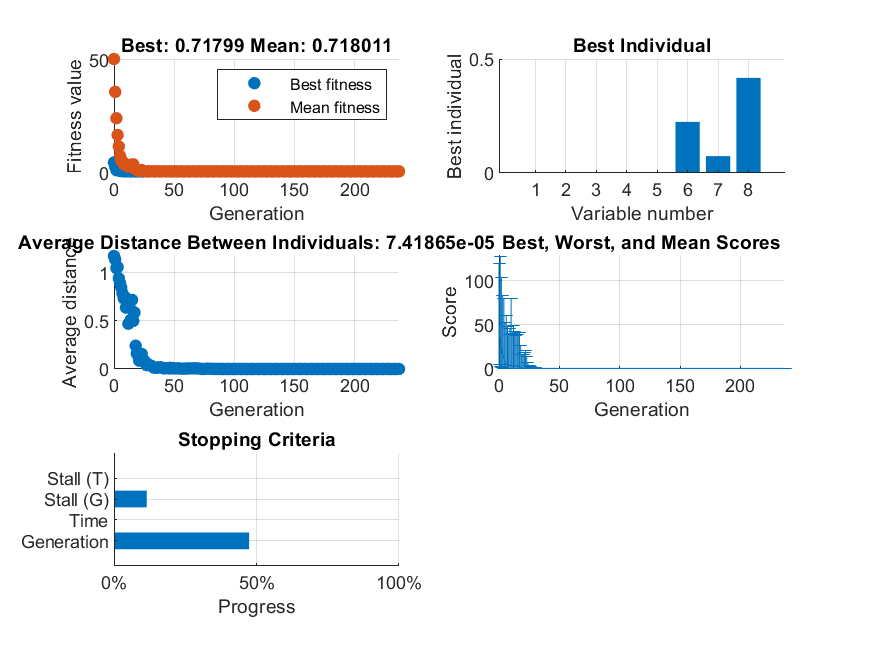 Best: 0.71799 Mean: 0.718011
Fitness value
50
0
Best fitness
Mean fitness
0 50 100 150 200
Generation
Best Individual
Best individual
0.5
0
1 2 3 4 5 6 7 8
Variable number
Average Distance Between Individuals: 7.41865e-05
Average distance
1
0.5
0
0 50 100 150 200
Generation
Best, Worst, and Mean Scores
Score
100
50
0
0 50 100 150 200
Generation
Stopping Criteria
Stall (T)
Stall (G)
Time
Generation
0% 50% 100%
Progress